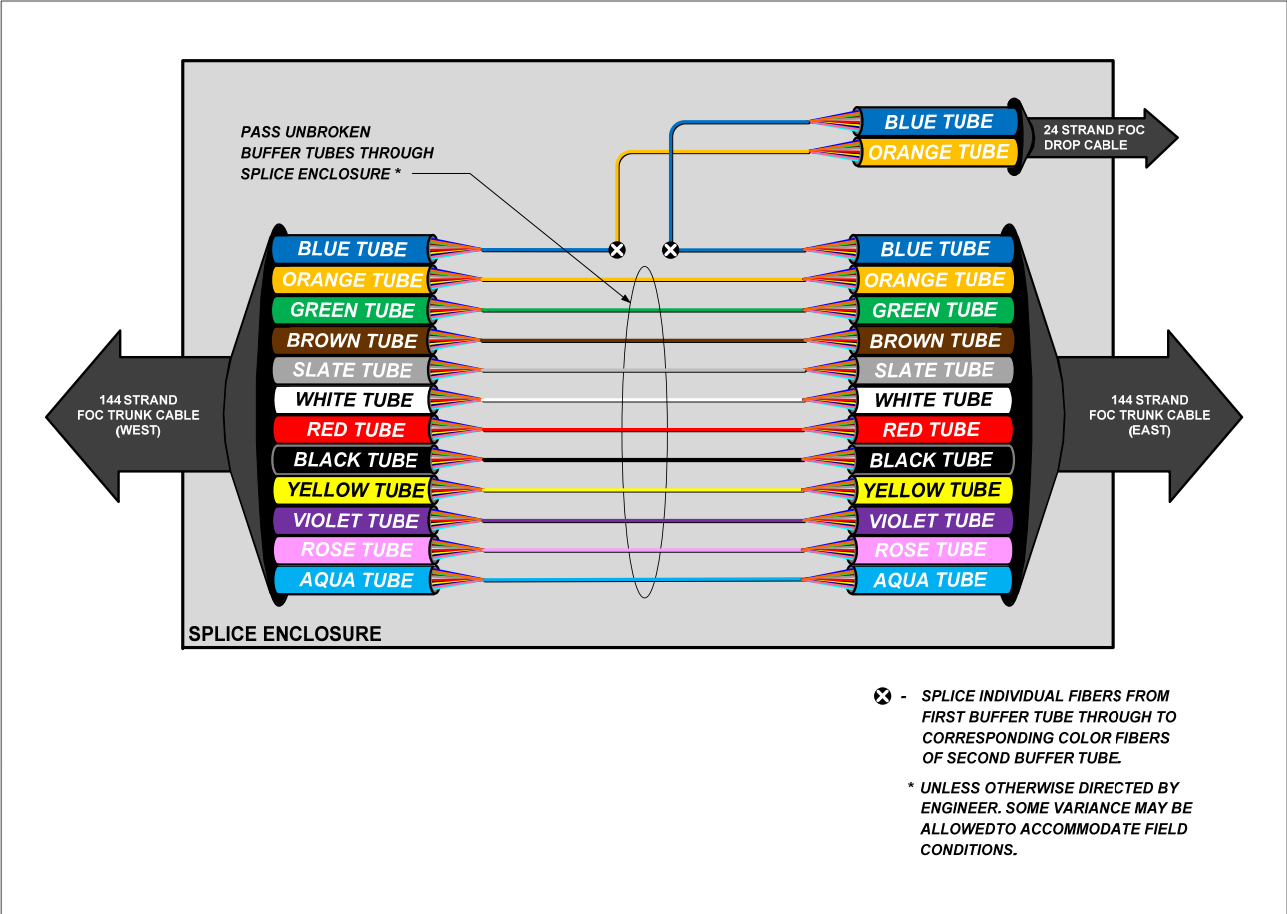 PASS UNBROKEN
BUFFER TUBES THROUGH
SPLICE ENCLOSURE *
BLUE TUBE
ORANGE TUBE
24 STRAND FOC
DROP CABLE
BLUE TUBE
ORANGE TUBE
GREEN TUBE
BROWN TUBE
SLATE TUBE
WHITE TUBE
RED TUBE
BLACK TUBE
YELLOW TUBE
VIOLET TUBE
ROSE TUBE
AQUA TUBE
BLUE TUBE
ORANGE TUBE
GREEN TUBE
BROWN TUBE
SLATE TUBE
WHITE TUBE
RED TUBE
BLACK TUBE
YELLOW TUBE
VIOLET TUBE
ROSE TUBE
AQUA TUBE
144 STRAND
FOC TRUNK CABLE
(WEST)
144 STRAND
FOC TRUNK CABLE
(EAST)
SPLICE ENCLOSURE
- SPLICE INDIVIDUAL FIBERS FROM
FIRST BUFFER TUBE THROUGH TO
CORRESPONDING COLOR FIBERS
OF SECOND BUFFER TUBE.
* UNLESS OTHERWISE DIRECTED BY
ENGINEER. SOME VARIANCE MAY BE
ALLOWEDTO ACCOMMODATE FIELD
CONDITIONS.